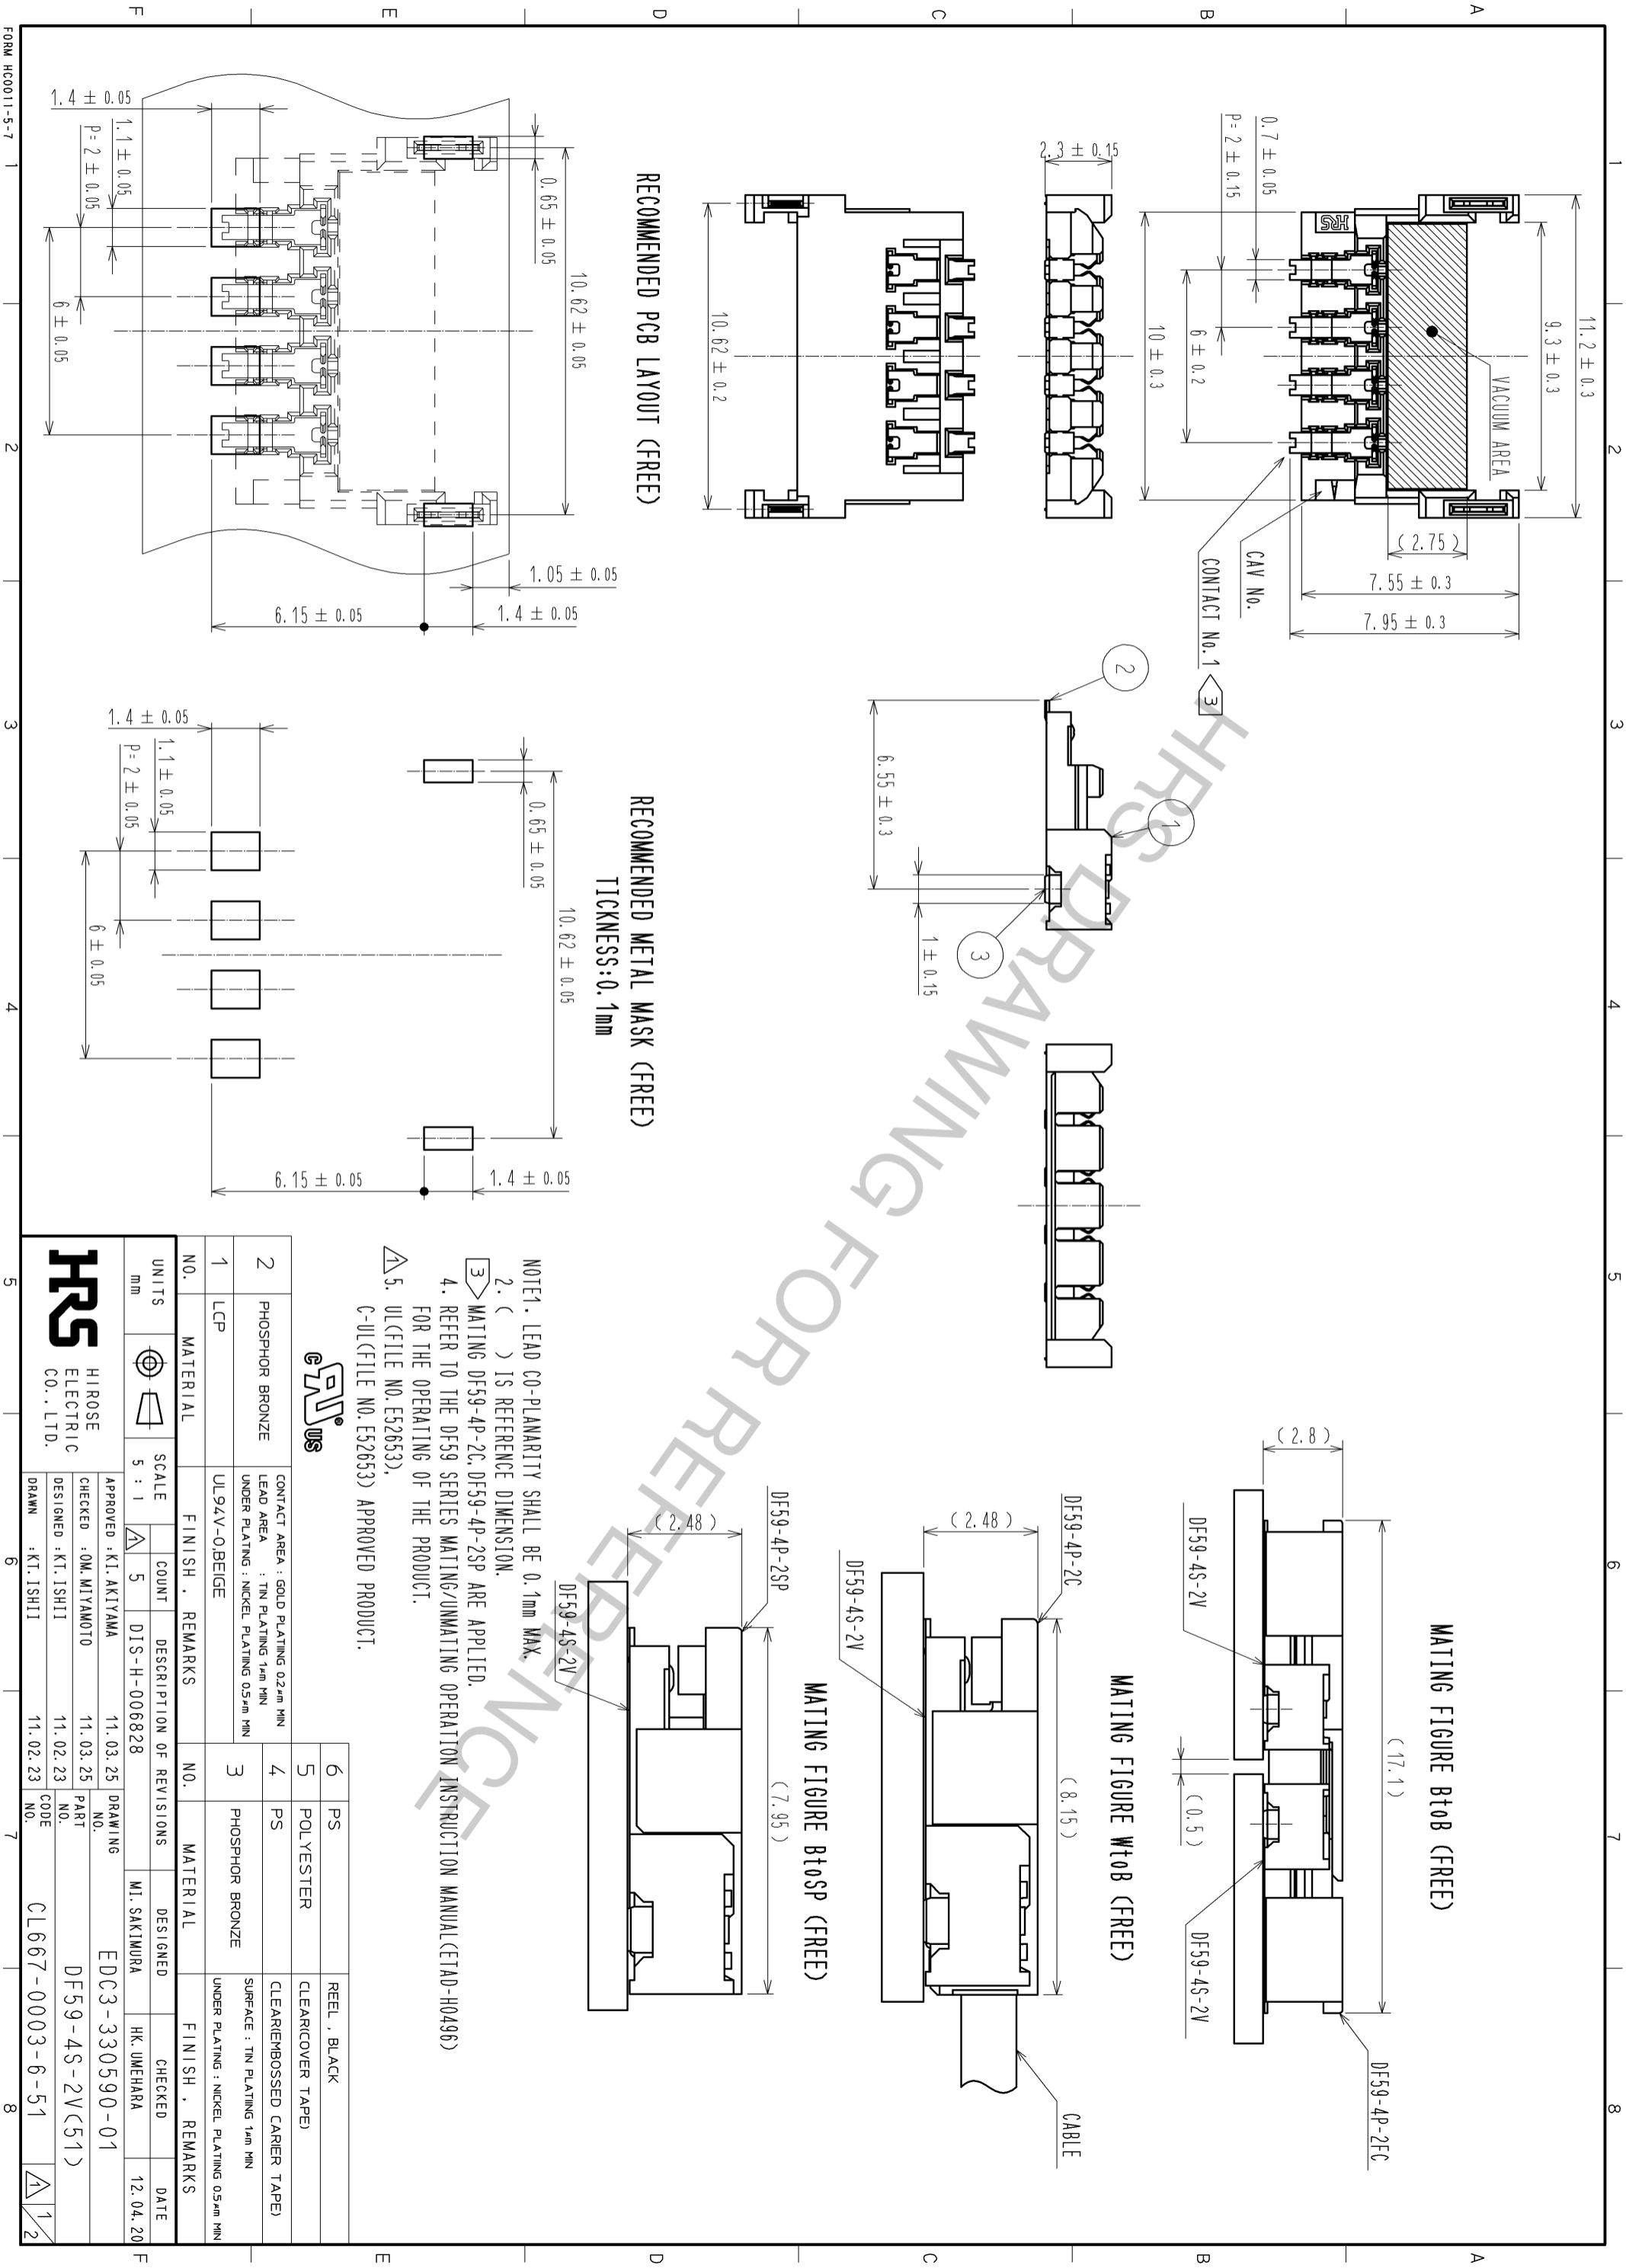 1
2
3
4
5
6
7
8
A
B
C
D
E
F
11.2 ± 0.3
9.3 ± 0.3
VACUUM AREA
HRS
(2.75)
7.55 ± 0.3
7.95 ± 0.3
0.7 ± 0.05
P=2 ± 0.15
6 ± 0.2
10 ± 0.3
CAV No.
CONTACT No.1
3
2.3 ± 0.15
10.62 ± 0.2
2
1
3
6.55 ± 0.3
1 ± 0.15
HRS DRAWING FOR REFERENCE
MATING FIGURE BtoB (FREE)
(17.1)
(2.8)
(0.5)
DF59-4S-2V
DF59-4S-2V
DF59-4P-2FC
MATING FIGURE WtoB (FREE)
DF59-4P-2C
(8.15)
(2.48)
DF59-4S-2V
CABLE
MATING FIGURE BtoSP (FREE)
DF59-4P-2SP
(7.95)
(2.48)
DF59-4S-2V
RECOMMENDED PCB LAYOUT (FREE)
10.62 ± 0.05
0.65 ± 0.05
1.05 ± 0.05
1.4 ± 0.05
6.15 ± 0.05
1.4 ± 0.05
1.1 ± 0.05
P=2 ± 0.05
6 ± 0.05
RECOMMENDED METAL MASK (FREE)
TICKNESS:0.1mm
10.62 ± 0.05
0.65 ± 0.05
1.4 ± 0.05
6.15 ± 0.05
1.4 ± 0.05
1.1 ± 0.05
P=2 ± 0.05
6 ± 0.05
NOTE1. LEAD CO-PLANARITY SHALL BE 0.1mm MAX.
2. ( ) IS REFERENCE DIMENSION.
3 MATING DF59-4P-2C,DF59-4P-2SP ARE APPLIED.
4. REFER TO THE DF59 SERIES MATING/UNMATING OPERATION INSTRUCTION MANUAL(ETAD-H0496)
FOR THE OPERATING OF THE PRODUCT.
1 5. UL(FILE NO.E52653),
C-UL(FILE NO.E52653) APPROVED PRODUCT.
c RU ® US
6 PS REEL , BLACK
5 POLYESTER CLEAR(COVER TAPE)
4 PS CLEAR(EMBOSSED CARIER TAPE)
2 PHOSPHOR BRONZE
CONTACT AREA : GOLD PLATIING 0.2μm MIN
LEAD AREA : TIN PLATIING 1μm MIN
UNDER PLATING : NICKEL PLATIING 0.5μm MIN
3 PHOSPHOR BRONZE
SURFACE : TIN PLATIING 1μm MIN
UNDER PLATING : NICKEL PLATIING 0.5μm MIN
1 LCP UL94V-0,BEIGE
NO. MATERIAL FINISH , REMARKS NO. MATERIAL FINISH , REMARKS
UNITS mm
SCALE 5 : 1
COUNT DESCRIPTION OF REVISIONS DESIGNED CHECKED DATE
1 5 DIS-H-006828 MI.SAKIMURA HK.UMEHARA 12.04.20
HRS
HIROSE
ELECTRIC
CO.,LTD.
APPROVED :KI.AKIYAMA 11.03.25
CHECKED :OM.MIYAMOTO 11.03.25
DESIGNED :KT.ISHII 11.02.23
DRAWN :KT.ISHII 11.02.23
DRAWING NO. EDC3-330590-01
PART NO. DF59-4S-2V(51)
CODE NO. CL667-0003-6-51
1 1/2
FORM HC0011-5-7